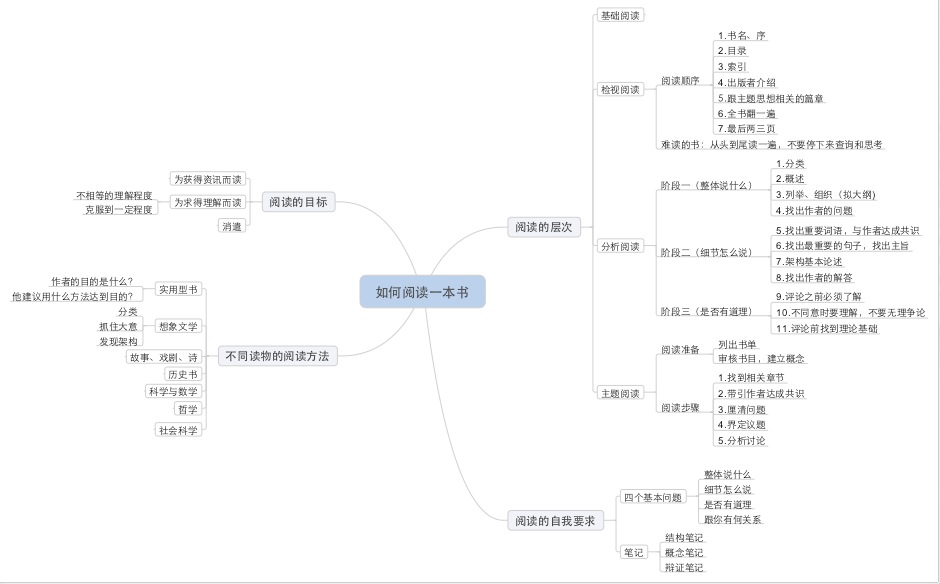 如何阅读一本书
阅读的目标
为获得资讯而读
为求得理解而读
不相等的理解程度
克服到一定程度
消遣
不同读物的阅读方法
实用型书
作者的目的是什么?
他建议用什么方法达到目的?
想象文学
分类
抓住大意
发现架构
故事、戏剧、诗
历史书
科学与数学
哲学
社会科学
阅读的层次
基础阅读
检视阅读
阅读顺序
1.书名、序
2.目录
3.索引
4.出版者介绍
5.跟主题思想相关的篇章
6.全书翻一遍
7.最后两三页
难读的书：从头到尾读一遍，不要停下来查询和思考
分析阅读
阶段一（整体说什么）
1.分类
2.概述
3.列举、组织（拟大纲)
4.找出作者的问题
阶段二（细节怎么说）
5.找出重要词语，与作者达成共识
6.找出最重要的句子，找出主旨
7.架构基本论述
8.找出作者的解答
阶段三（是否有道理）
9.评论之前必须了解
10.不同意时要理解，不要无理争论
11.评论前找到理论基础
主题阅读
阅读准备
列出书单
审核书目，建立概念
阅读步骤
1.找到相关章节
2.带引作者达成共识
3.厘清问题
4.界定议题
5.分析讨论
阅读的自我要求
四个基本问题
整体说什么
细节怎么说
是否有道理
跟你有何关系
笔记
结构笔记
概念笔记
辩证笔记